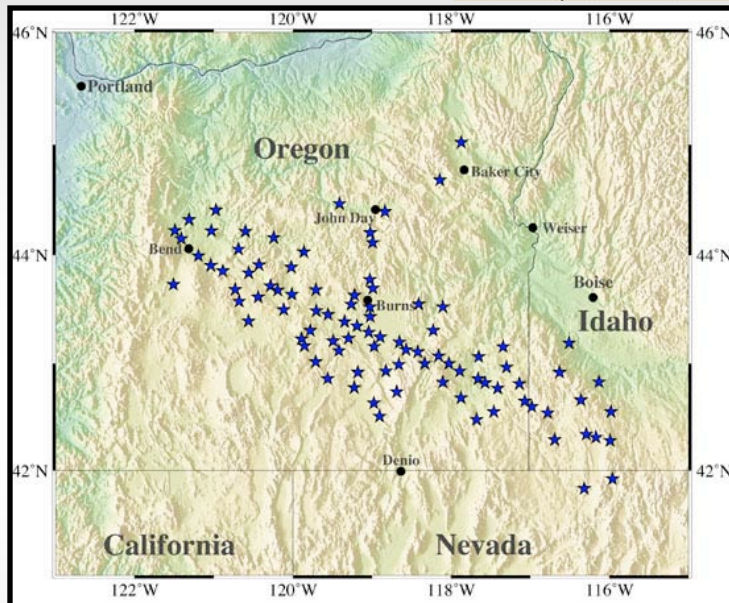 122°W 120°W 118°W 116°W
46°N 46°N
Portland
Oregon
Baker City
John Day
Weiser
44°N 44°N
Bend
Boise
Burns
Idaho
42°N Denio 42°N
California Nevada
122°W 120°W 118°W 116°W